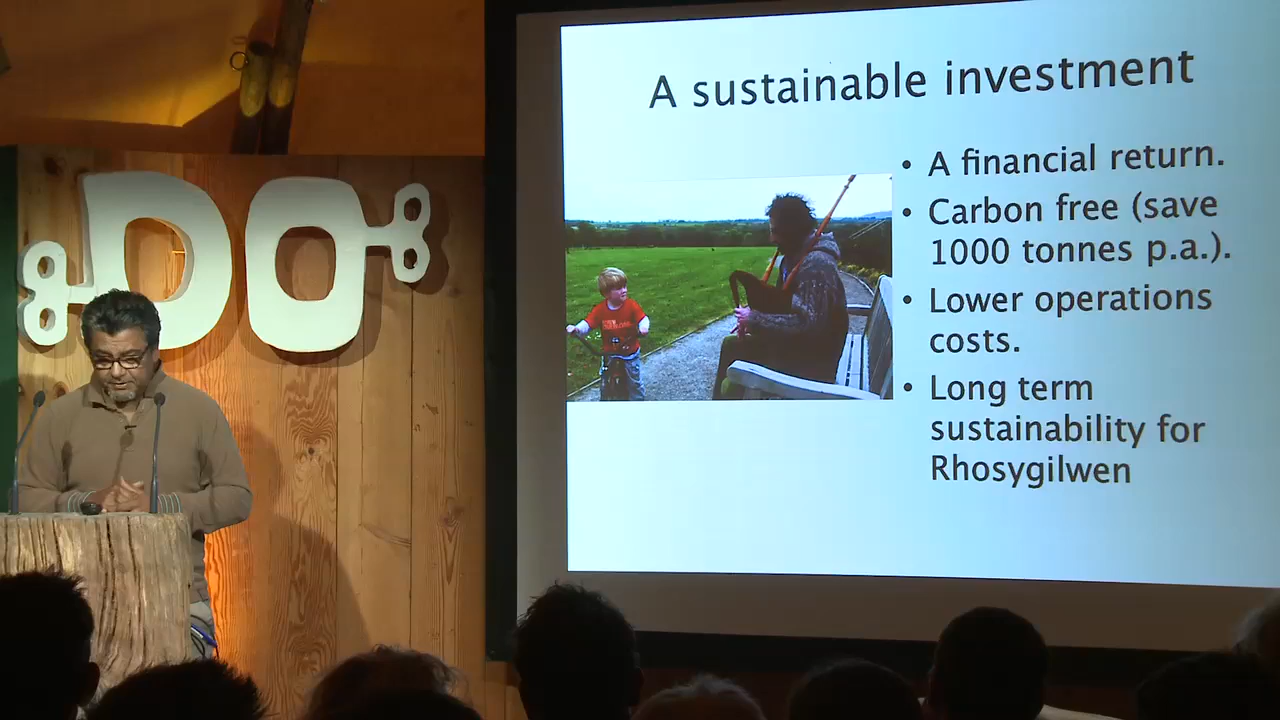 DO
A sustainable investment
• A financial return.
• Carbon free (save
1000 tonnes p.a.).
• Lower operations
costs.
• Long term
sustainability for
Rhosygilwen